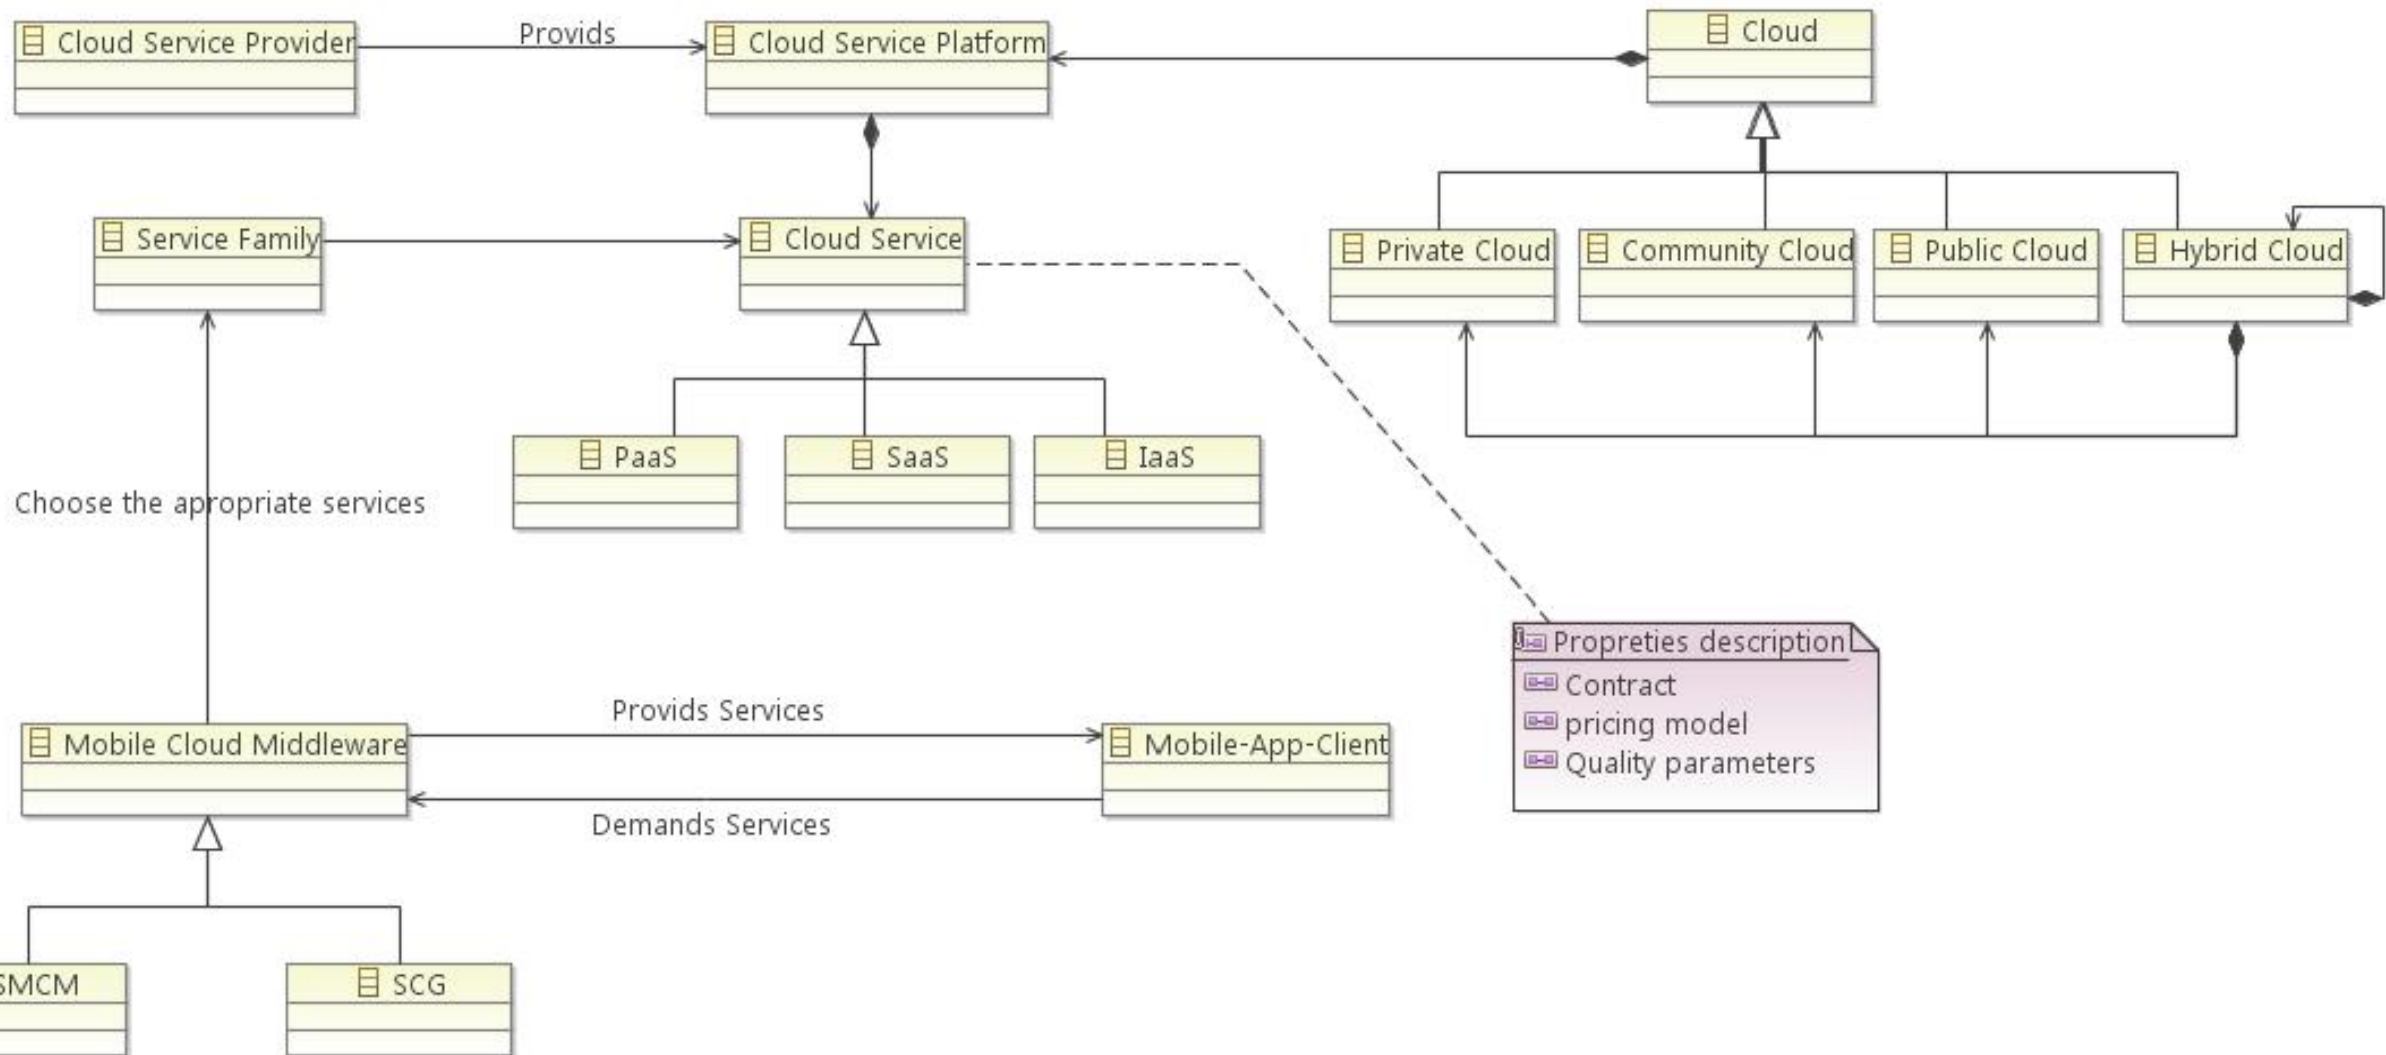 Cloud Service Provider
Provids
Cloud Service Platform
Cloud
Service Family
Cloud Service
Private Cloud
Community Cloud
Public Cloud
Hybrid Cloud
PaaS
SaaS
IaaS
Choose the apropriate services
Propreties description
Contract
pricing model
Quality parameters
Provids Services
Mobile Cloud Middleware
Mobile-App-Client
Demands Services
SMCM
SCG